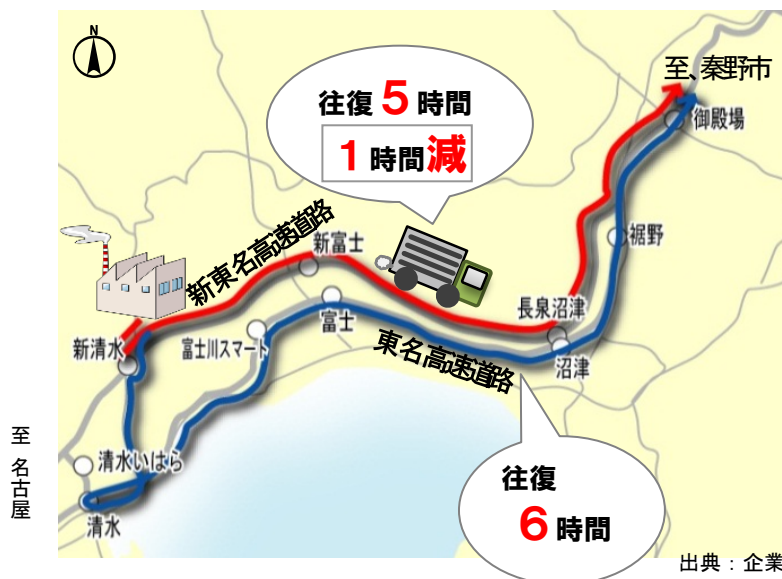 N
至、秦野市
往復5時間
1時間減
御殿場
裾野
新東名高速道路
新富士
長泉沼津
富士
富士川スマート
新清水
東名高速道路
沼津
至 名古屋
清水いはら
清水
往復
6時間
出典：企業